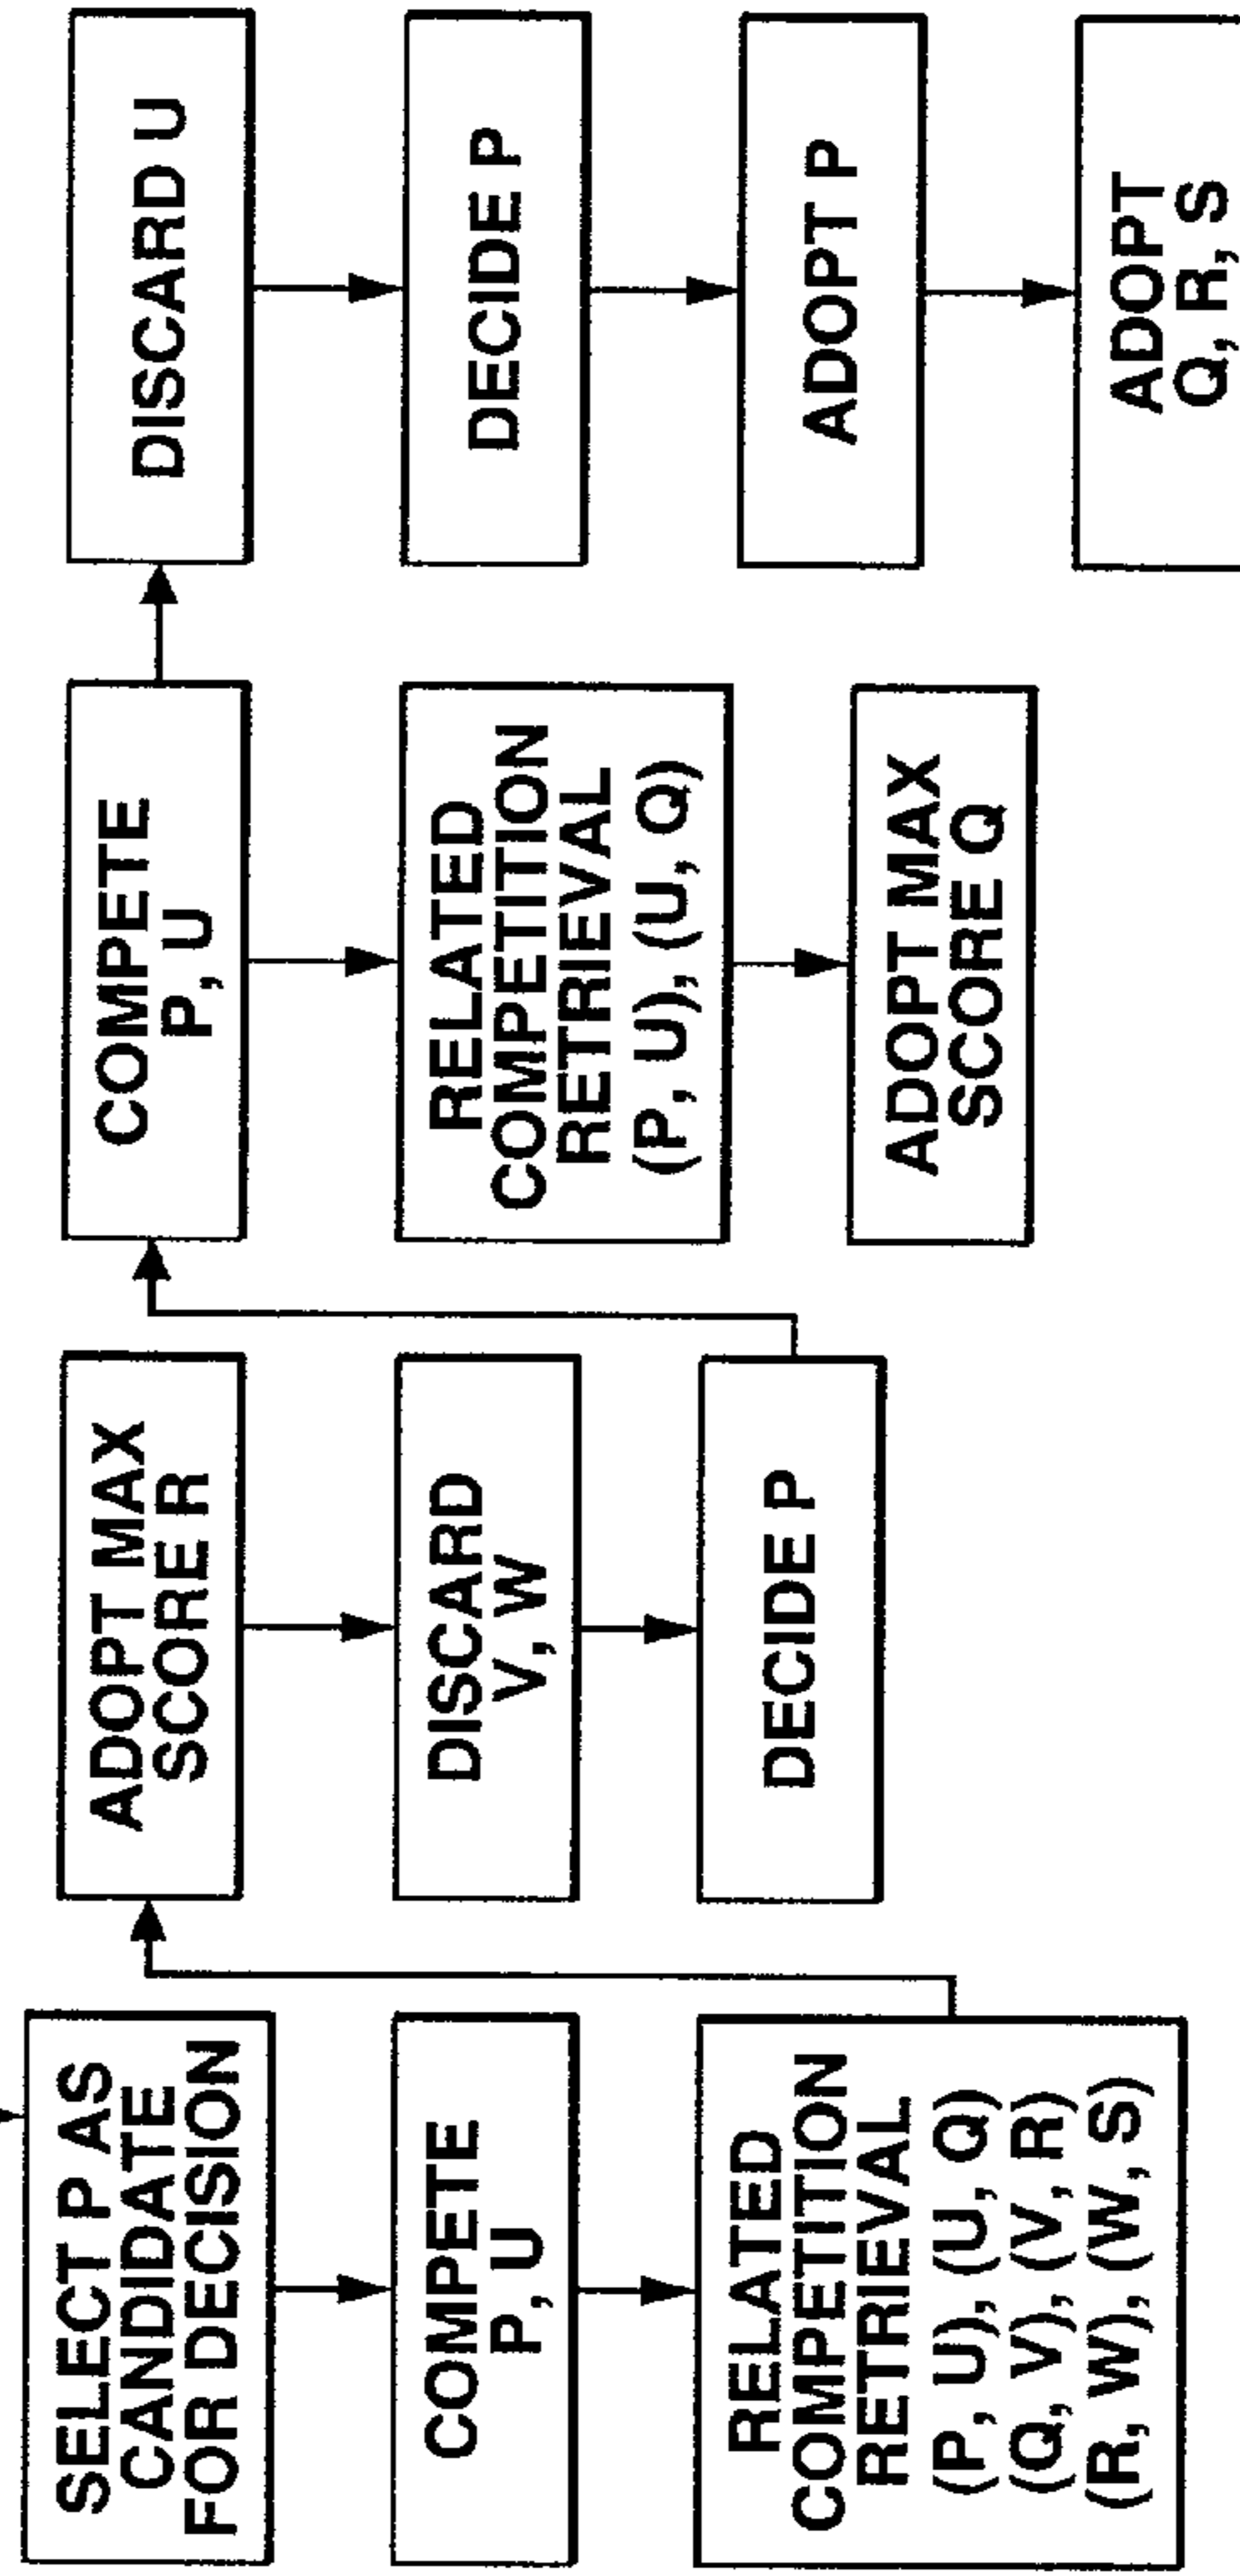 SELECT P AS
CANDIDATE
FOR DECISION
COMPETE
P, U
RELATED
COMPETITION
RETRIEVAL
(P, U), (U, Q)
(Q, V), (V, R)
(R, W), (W, S)
ADOPT MAX
SCORE R
DISCARD
V, W
DECIDE P
COMPETE
P, U
RELATED
COMPETITION
RETRIEVAL
(P, U), (U, Q)
ADOPT MAX
SCORE Q
DISCARD U
DECIDE P
ADOPT P
ADOPT
Q, R, S